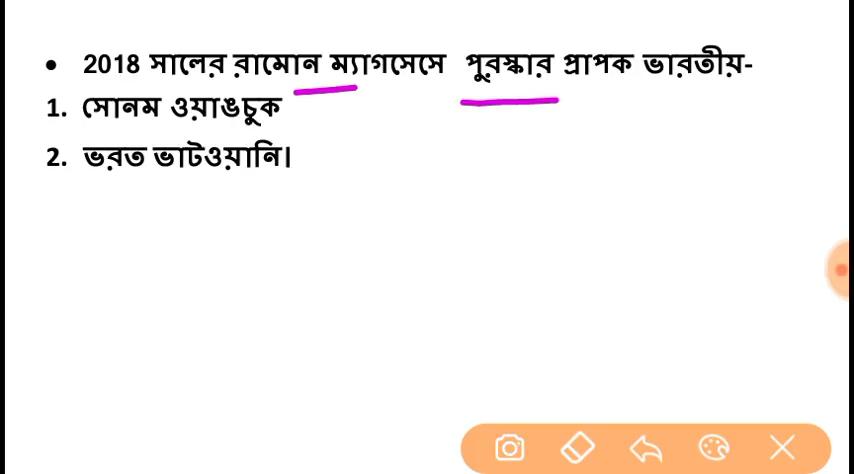 • 2018 সালের রামোন ম্যাগসেসে পুরস্কার প্রাপক ভারতীয়-
1. সোনম ওয়াঙচুক
2. ভরত ভাটওয়ানি।